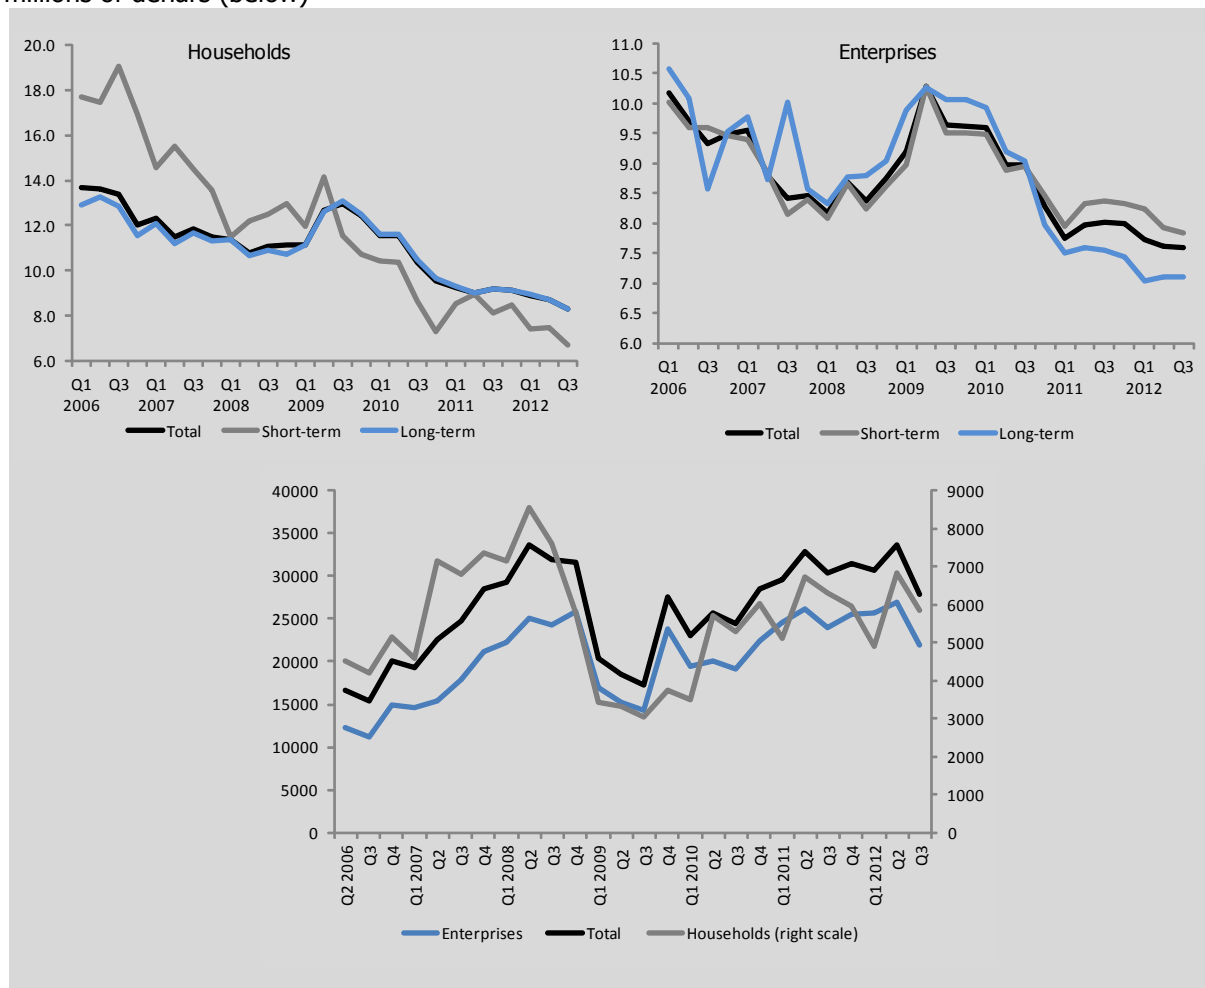 millions of denars (below)
Households
20.0
18.0
16.0
14.0
12.0
10.0
8.0
6.0
Q1 Q3 Q1 Q3 Q1 Q3 Q1 Q3 Q1 Q3 Q1 Q3 Q1 Q3
2006 2007 2008 2009 2010 2011 2012
Total Short-term Long-term
Enterprises
11.0
10.5
10.0
9.5
9.0
8.5
8.0
7.5
7.0
6.5
6.0
Q1 Q3 Q1 Q3 Q1 Q3 Q1 Q3 Q1 Q3 Q1 Q3 Q1 Q3
2006 2007 2008 2009 2010 2011 2012
Total Short-term Long-term
40000 9000
35000 8000
30000 7000
25000 6000
20000 5000
15000 4000
10000 3000
5000 2000
0 1000
0
Q2 2006 Q3 Q4 Q1 2007 Q2 Q3 Q4 Q1 2008 Q2 Q3 Q4 Q1 2009 Q2 Q3 Q4 Q1 2010 Q2 Q3 Q4 Q1 2011 Q2 Q3 Q4 Q1 2012 Q2 Q3
Enterprises Total Households (right scale)